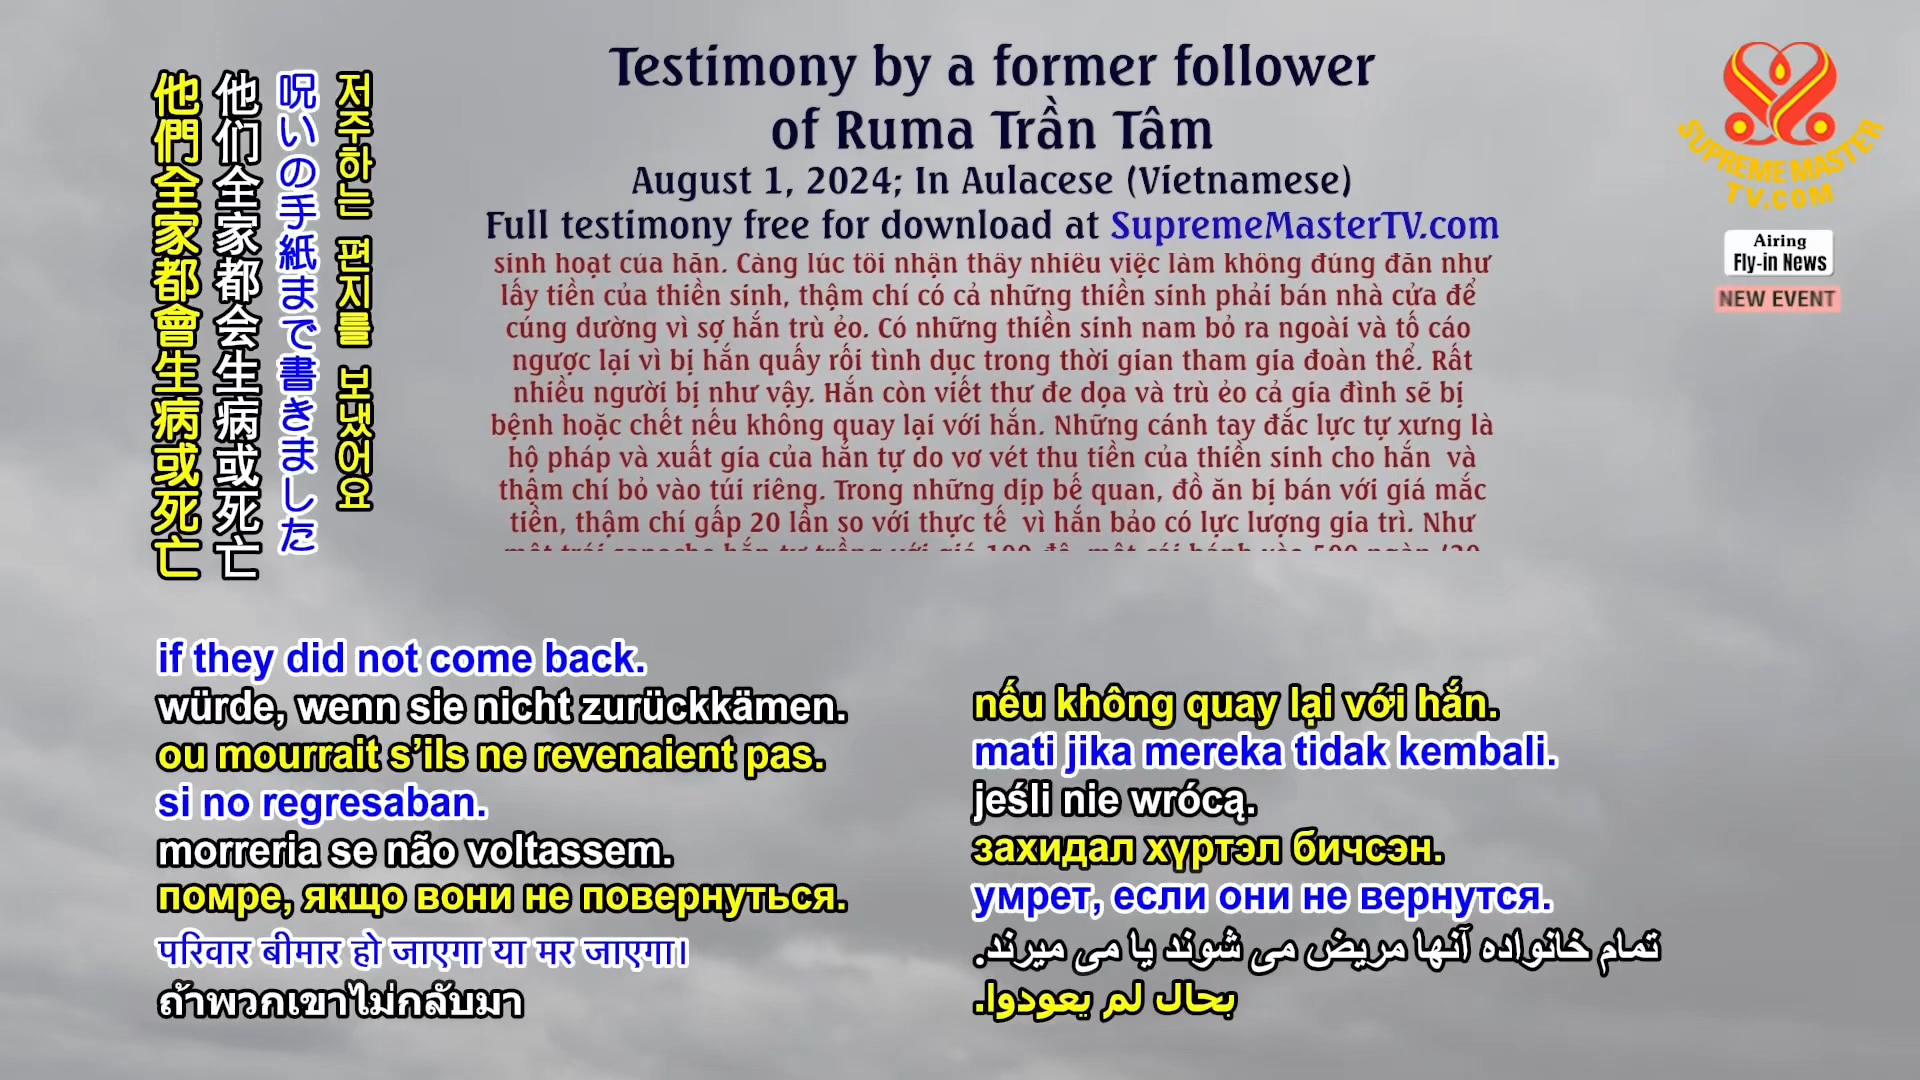 Testimony by a former follower
of Ruma Trần Tâm
August 1, 2024; In Aulacese (Vietnamese)
Full testimony free for download at SupremeMasterTV.com
sinh hoạt của hắn. Càng lúc tôi nhận thấy nhiều việc làm không đúng đắn như
lấy tiền của thiền sinh, thậm chí có cả những thiền sinh phải bán nhà cửa để
cúng dường vì sợ hắn trù ẻo. Có những thiền sinh nam bỏ ra ngoài và tố cáo
ngược lại vì bị hắn quấy rối tình dục trong thời gian tham gia đoàn thể. Rất
nhiều người bị như vậy. Hắn còn viết thư đe dọa và trù ẻo cả gia đình sẽ bị
bệnh hoặc chết nếu không quay lại với hắn. Những cánh tay đắc lực tự xưng là
hộ pháp và xuất gia của hắn tự do vơ vét thu tiền của thiền sinh cho hắn và
thậm chí bỏ vào túi riêng. Trong những dịp bế quan, đồ ăn bị bán với giá mắc
tiền, thậm chí gấp 20 lần so với thực tế vì hắn bảo có lực lượng gia trì. Như
他們全家都會生病或死亡
他们全家都会生病或死亡
呪いの手紙まで書きました
저주하는 편지를 보냈어요
SUPREME MASTER
TV.COM
Airing
Fly-in News
NEW EVENT
if they did not come back.
würde, wenn sie nicht zurückkämen.
ou mourrait s’ils ne revenaient pas.
si no regresaban.
morreria se não voltassem.
помре, якщо вони не повернуться.
परिवार बीमार हो जाएगा या मर जाएगा।
ถ้าพวกเขาไม่กลับมา
nếu không quay lại với hắn.
mati jika mereka tidak kembali.
jeśli nie wrócą.
захидал хүртэл бичсэн.
умрет, если они не вернутся.
تمام خانواده آنها مریض می شوند یا می میرند.
بحال لم يعودوا.